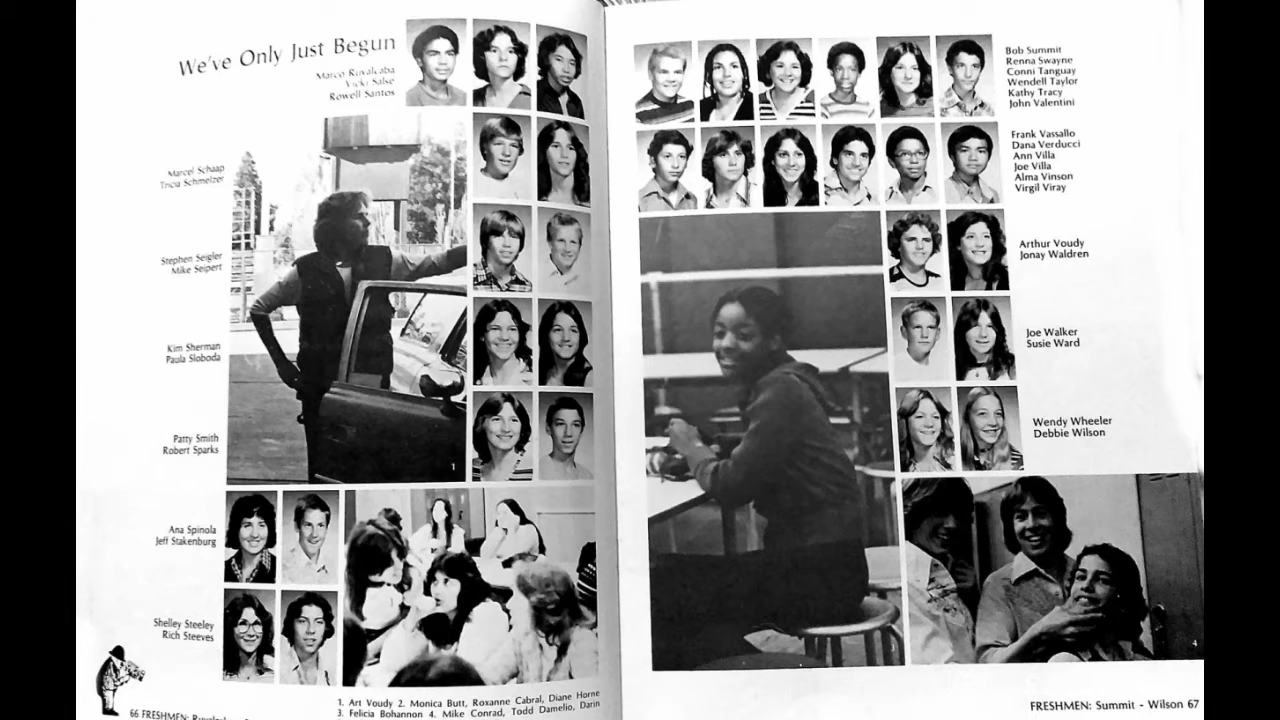 We've Only Just Begun
Marco Ruvalcaba
Vicki Salse
Rowell Santos
Marcel Schaap
Tricia Schmelzer
Stephen Seigler
Mike Seipert
Kim Sherman
Paula Sloboda
Patty Smith
Robert Sparks
Ana Spinola
Jeff Stakenburg
Shelley Steeley
Rich Steeves
1
1. Art Voudy 2. Monica Butt, Roxanne Cabral, Diane Horne
3. Felicia Bohannon 4. Mike Conrad, Todd Damelio, Darin
66 FRESHMEN:
Bob Summit
Renna Swayne
Conni Tanguay
Wendell Taylor
Kathy Tracy
John Valentini
Frank Vassallo
Dana Verducci
Ann Villa
Joe Villa
Alma Vinson
Virgil Viray
Arthur Voudy
Jonay Waldren
Joe Walker
Susie Ward
Wendy Wheeler
Debbie Wilson
4
FRESHMEN: Summit - Wilson 67